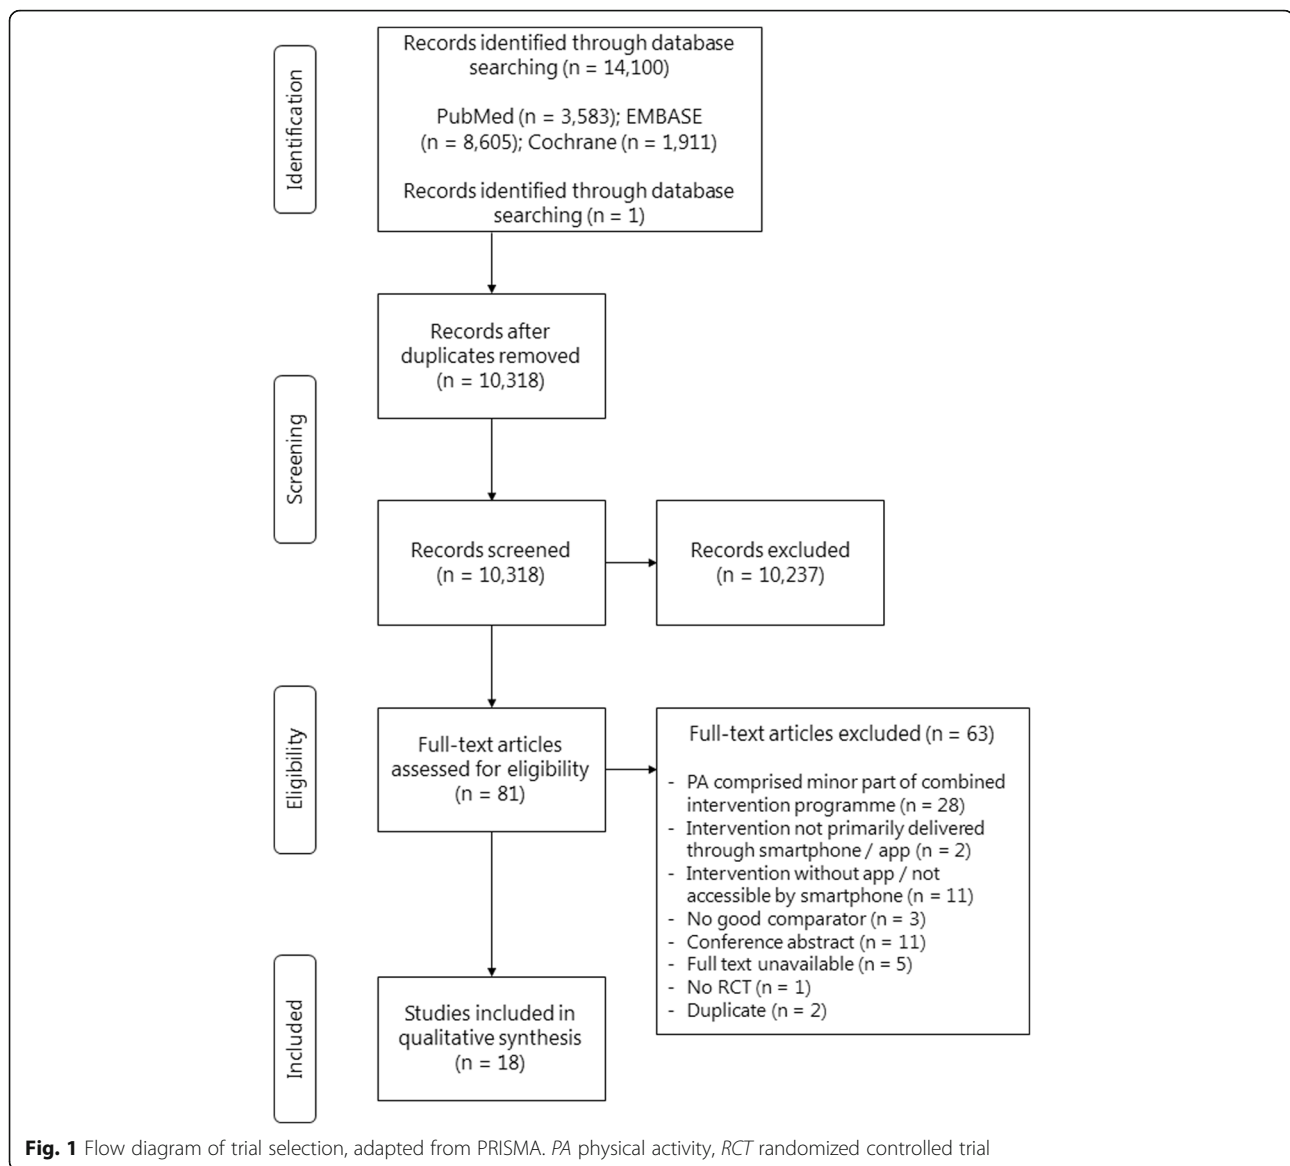 Identification
Records identified through database
searching (n = 14,100)
PubMed (n = 3,583); EMBASE
(n = 8,605); Cochrane (n = 1,911)
Records identified through database
searching (n = 1)
Screening
Records after
duplicates removed
(n = 10,318)
Records screened
(n = 10,318)
Records excluded
(n = 10,237)
Eligibility
Full-text articles
assessed for eligibility
(n = 81)
Full-text articles excluded (n = 63)
- PA comprised minor part of combined
intervention programme (n = 28)
- Intervention not primarily delivered
through smartphone / app (n = 2)
- Intervention without app / not
accessible by smartphone (n = 11)
- No good comparator (n = 3)
- Conference abstract (n = 11)
- Full text unavailable (n = 5)
- No RCT (n = 1)
- Duplicate (n = 2)
Included
Studies included in
qualitative synthesis
(n = 18)
Fig. 1 Flow diagram of trial selection, adapted from PRISMA. PA physical activity, RCT randomized controlled trial